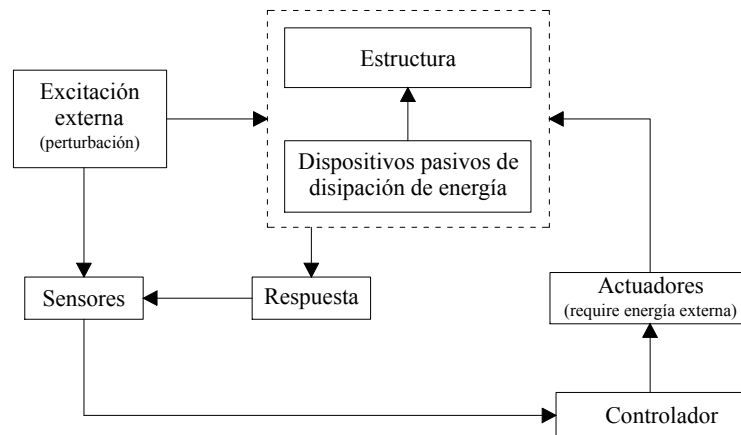 Estructura
Excitación
externa
(perturbación)
Dispositivos pasivos de
disipación de energía
Sensores
Respuesta
Actuadores
(require energía externa)
Controlador